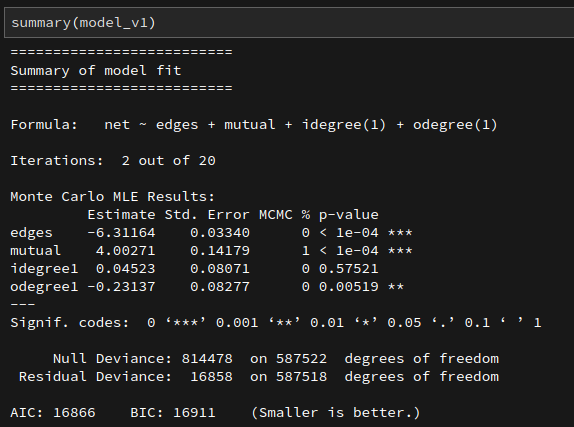 summary(model_v1)
==========================
Summary of model fit
==========================
Formula:   net ~ edges + mutual + idegree(1) + odegree(1)
Iterations:  2 out of 20
Monte Carlo MLE Results:
         Estimate Std. Error MCMC % p-value
edges    -6.31164    0.03340      0 < 1e-04 ***
mutual    4.00271    0.14179      1 < 1e-04 ***
idegree1  0.04523    0.08071      0 0.57521
odegree1 -0.23137    0.08277      0 0.00519 **
---
Signif. codes:  0 ‘***’ 0.001 ‘**’ 0.01 ‘*’ 0.05 ‘.’ 0.1 ‘ ’ 1
     Null Deviance: 814478  on 587522  degrees of freedom
 Residual Deviance:  16858  on 587518  degrees of freedom
AIC: 16866    BIC: 16911    (Smaller is better.)